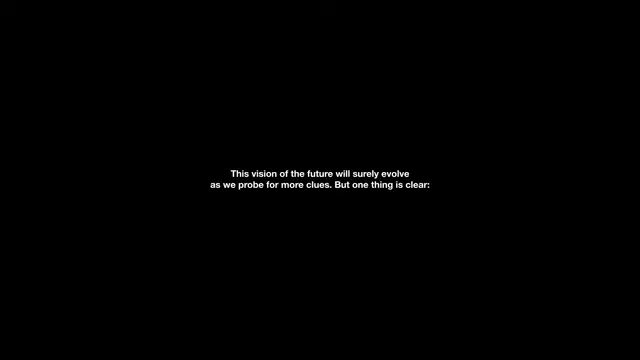 This vision of the future will surely evolve
as we probe for more clues. But one thing is clear: